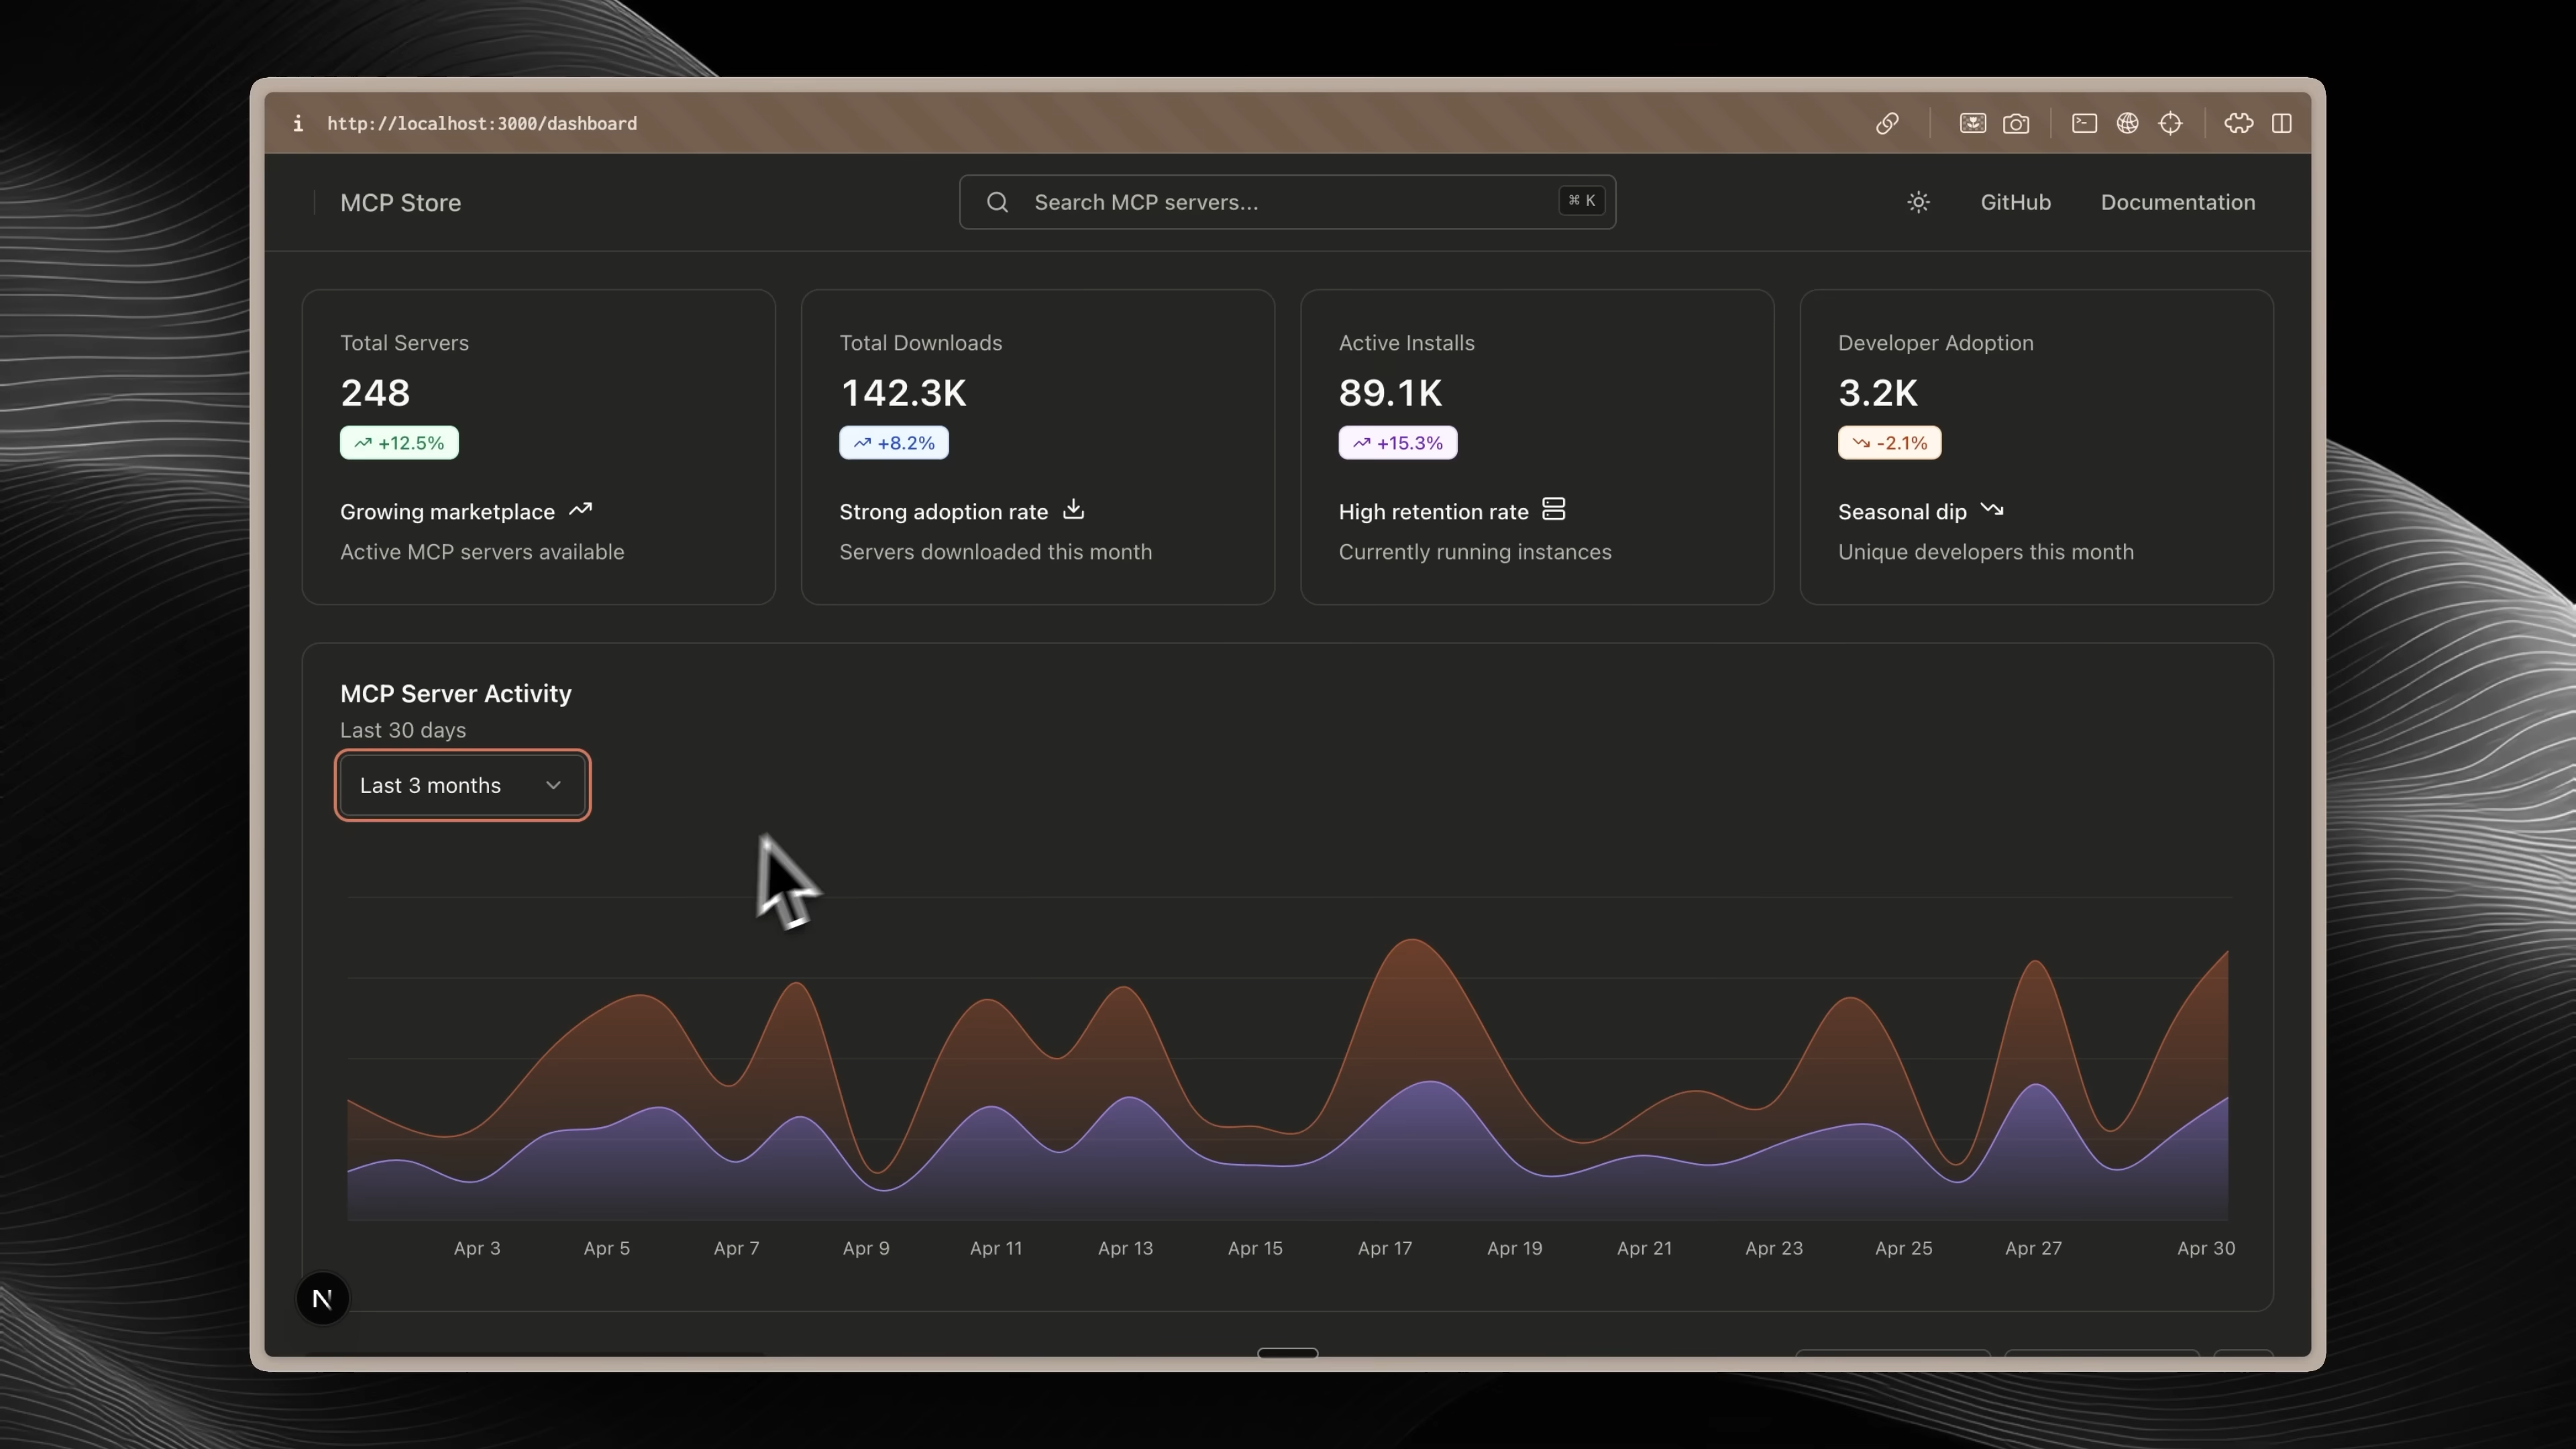 i http://localhost:3000/dashboard
MCP Store
Search MCP servers...
⌘ K
GitHub
Documentation
Total Servers
248
+12.5%
Growing marketplace
Active MCP servers available
Total Downloads
142.3K
+8.2%
Strong adoption rate
Servers downloaded this month
Active Installs
89.1K
+15.3%
High retention rate
Currently running instances
Developer Adoption
3.2K
-2.1%
Seasonal dip
Unique developers this month
MCP Server Activity
Last 30 days
Last 3 months
Apr 3 Apr 5 Apr 7 Apr 9 Apr 11 Apr 13 Apr 15 Apr 17 Apr 19 Apr 21 Apr 23 Apr 25 Apr 27 Apr 30
N